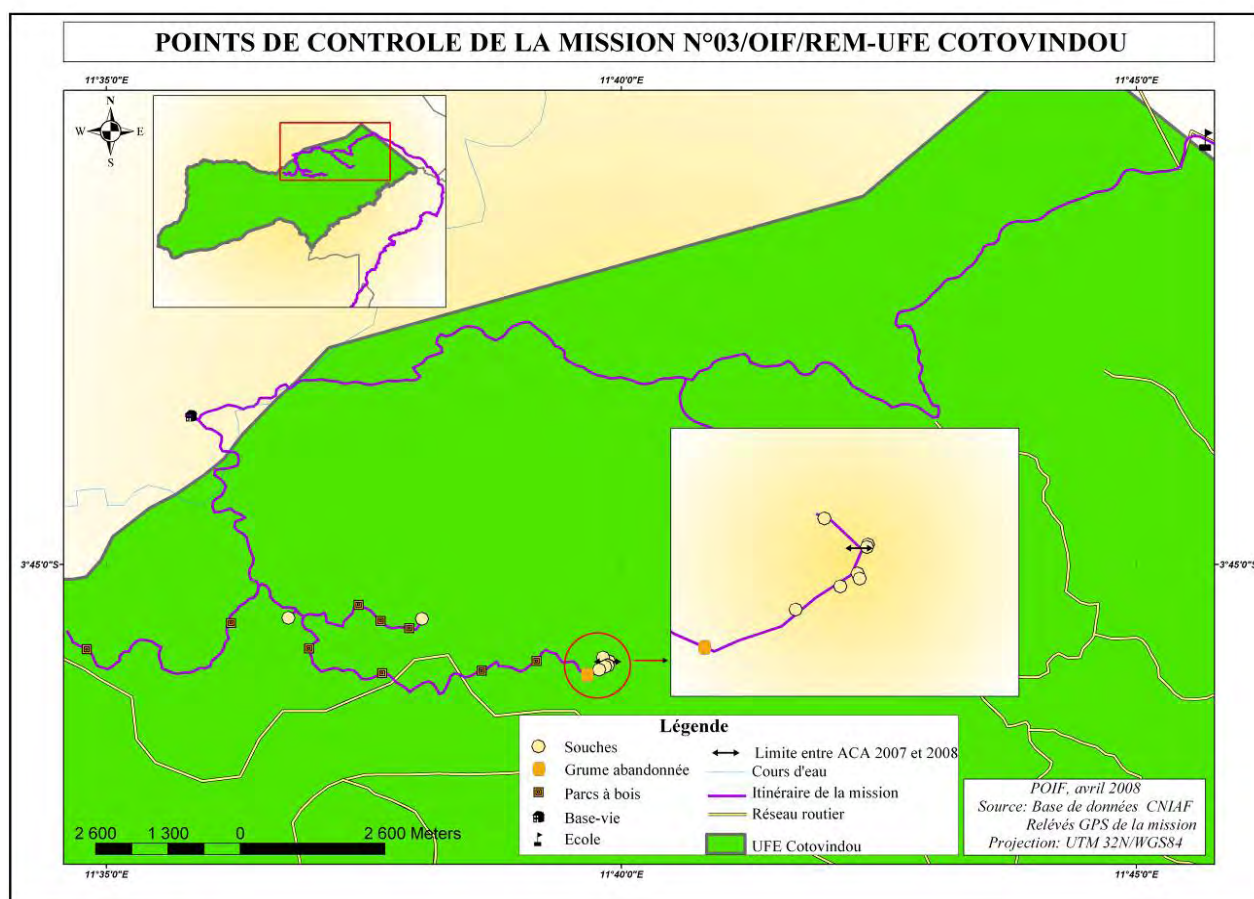 POINTS DE CONTROLE DE LA MISSION N°03/OIF/REM-UFE COTOVINDOU
11°35'0"E 11°40'0"E 11°45'0"E
N
W E
S
3°45'0"S 3°45'0"S
Légende
Souches
Grume abandonnée
Parcs à bois
Base-vie
Ecole
Limite entre ACA 2007 et 2008
Cours d'eau
Itinéraire de la mission
Réseau routier
UFE Cotovindou
POIF, avril 2008
Source: Base de données CNIAF
Relévés GPS de la mission
Projection: UTM 32N/WGS84
2 600 1 300 0 2 600 Meters
11°35'0"E 11°40'0"E 11°45'0"E